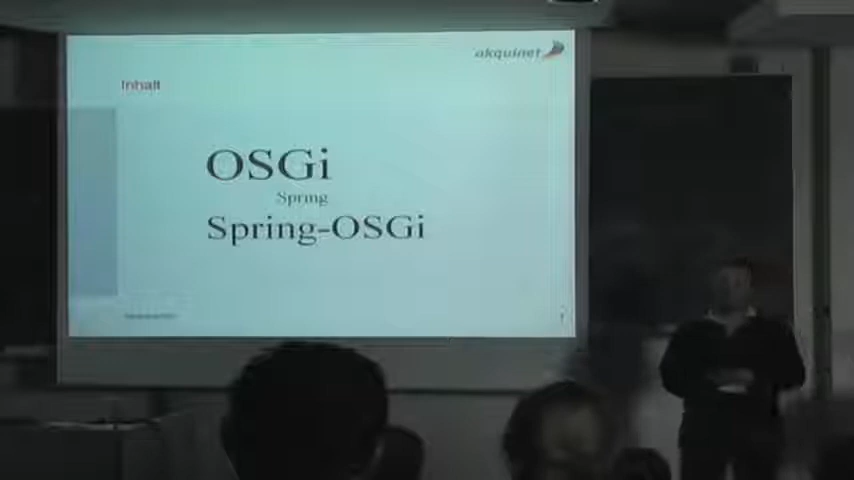 akquinet
Inhalt
OSGi
Spring
Spring-OSGi